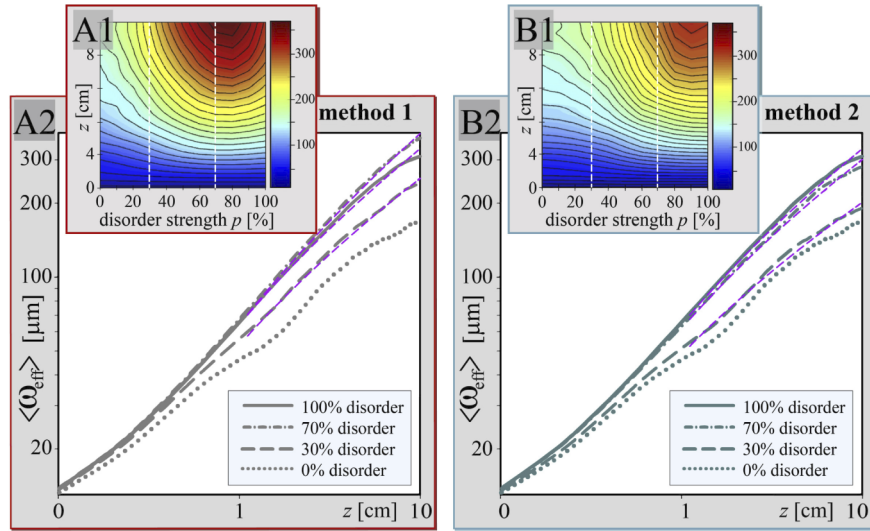 A1
8
4
0
z [cm]
0 20 40 60 80 100
disorder strength p [%]
300
200
100
A2
method 1
300
200
100
20
<ω_eff> [μm]
100% disorder
70% disorder
30% disorder
0% disorder
0 1 z [cm] 10
B1
8
4
0
z [cm]
0 20 40 60 80 100
disorder strength p [%]
300
200
100
B2
method 2
300
200
100
20
<ω_eff> [μm]
100% disorder
70% disorder
30% disorder
0% disorder
0 1 z [cm] 10